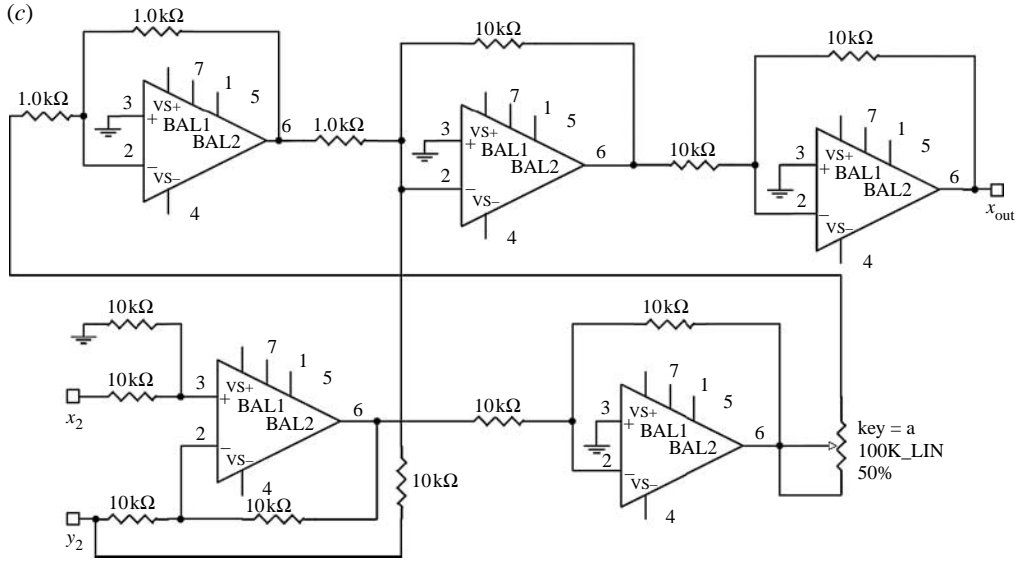 (c)
1.0kΩ
10kΩ
10kΩ
1.0kΩ
3
VS+
7
1
5
BAL1
BAL2
6
2
VS−
4
1.0kΩ
3
VS+
7
1
5
BAL1
BAL2
6
2
VS−
4
10kΩ
3
VS+
7
1
5
BAL1
BAL2
6
2
VS−
4
x_out
10kΩ
10kΩ
x₂
3
VS+
7
1
5
BAL1
BAL2
6
2
VS−
4
10kΩ
10kΩ
y₂
10kΩ
10kΩ
10kΩ
3
VS+
7
1
5
BAL1
BAL2
6
2
VS−
4
key = a
100K_LIN
50%